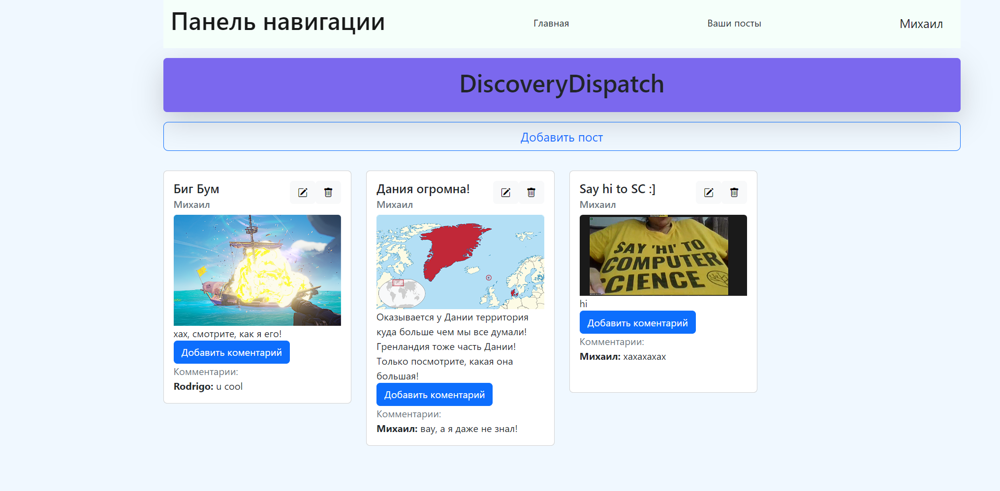 Панель навигации
Главная
Ваши посты
Михаил
DiscoveryDispatch
Добавить пост
Биг Бум
Михаил
хах, смотрите, как я его!
Добавить коментарий
Комментарии:
Rodrigo: u cool
Дания огромна!
Михаил
Оказывается у Дании территория
куда больше чем мы все думали!
Гренландия тоже часть Дании!
Только посмотрите, какая она
большая!
Добавить коментарий
Комментарии:
Михаил: вау, а я даже не знал!
Say hi to SC :]
Михаил
SAY 'HI' TO
COMPUTER
CIENCE
hi
Добавить коментарий
Комментарии:
Михаил: хахахахах